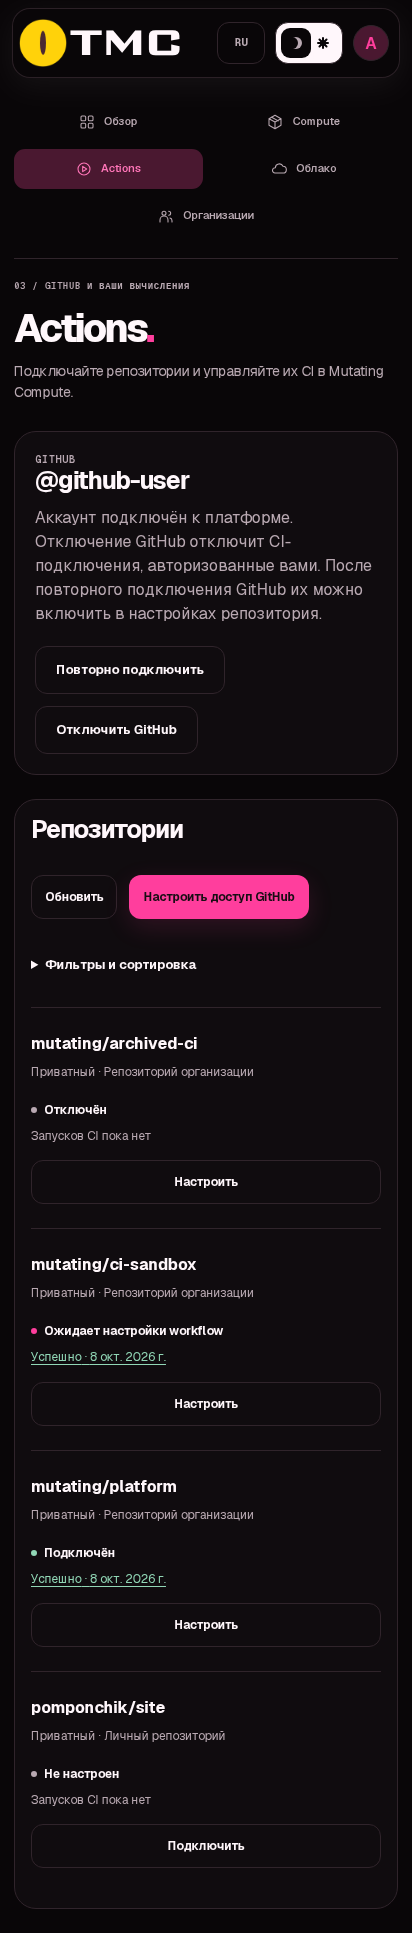 TMC
RU
A
Обзор
Compute
Actions
Облако
Организации
03 / GITHUB И ВАШИ ВЫЧИСЛЕНИЯ
Actions.
Подключайте репозитории и управляйте их CI в Mutating
Compute.
GITHUB
@github-user
Аккаунт подключён к платформе.
Отключение GitHub отключит CI-
подключения, авторизованные вами. После
повторного подключения GitHub их можно
включить в настройках репозитория.
Повторно подключить
Отключить GitHub
Репозитории
Обновить
Настроить доступ GitHub
Фильтры и сортировка
mutating/archived-ci
Приватный · Репозиторий организации
Отключён
Запусков CI пока нет
Настроить
mutating/ci-sandbox
Приватный · Репозиторий организации
Ожидает настройки workflow
Успешно · 8 окт. 2026 г.
Настроить
mutating/platform
Приватный · Репозиторий организации
Подключён
Успешно · 8 окт. 2026 г.
Настроить
pomponchik/site
Приватный · Личный репозиторий
Не настроен
Запусков CI пока нет
Подключить